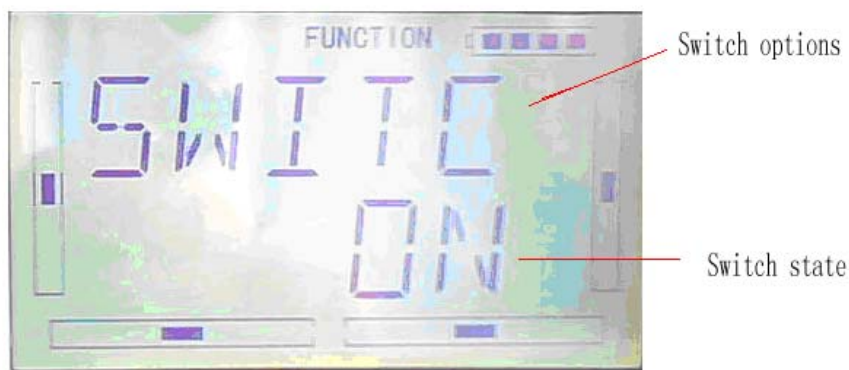 FUNCTION
Switch options
SWITC
ON
Switch state